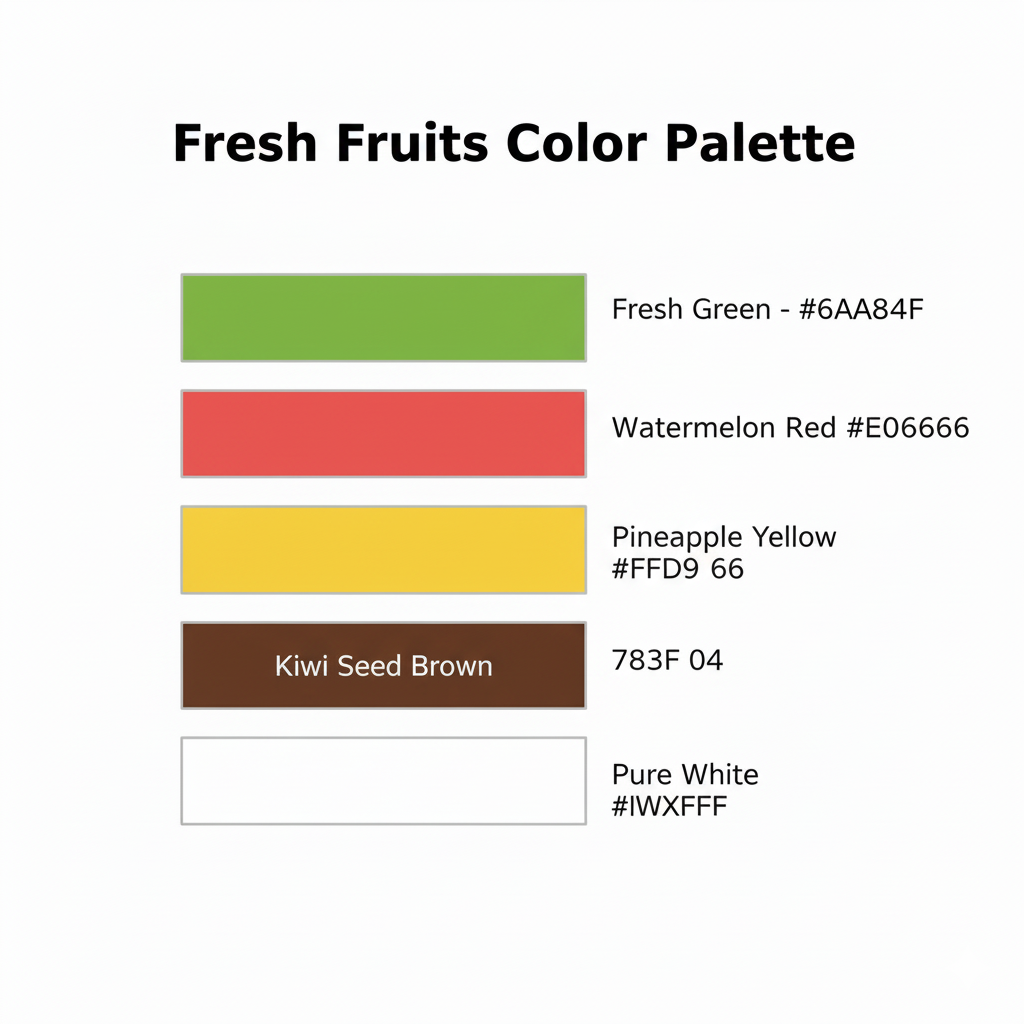 Fresh Fruits Color Palette
Fresh Green - #6AA84F
Watermelon Red #E06666
Pineapple Yellow
#FFD9 66
Kiwi Seed Brown
783F 04
Pure White
#IWXFFF